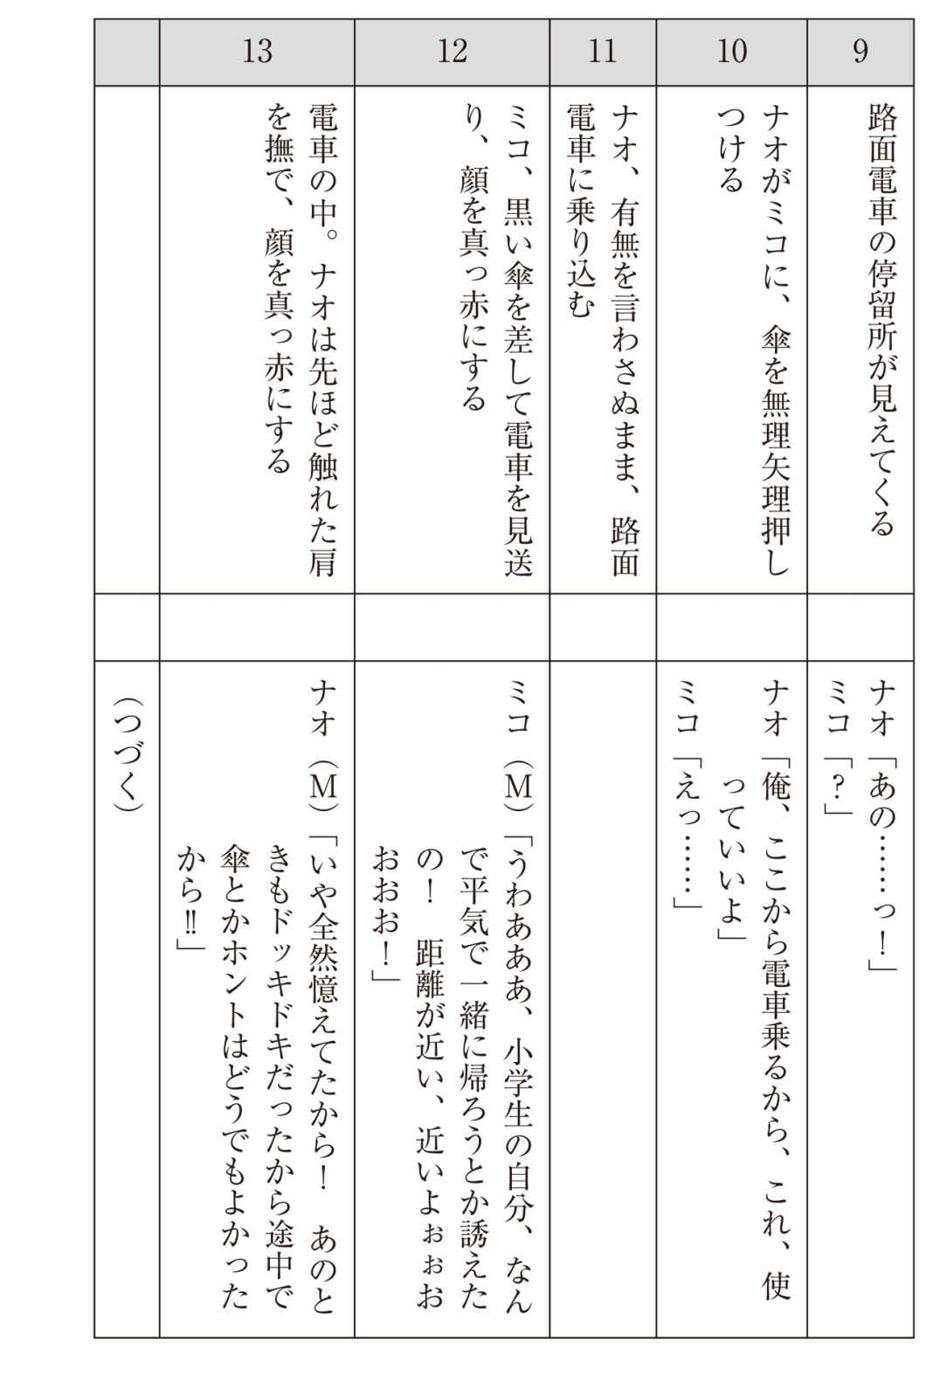 9
路面電車の停留所が見えてくる
ナオ「あの……っ！」
ミコ「？」
10
ナオがミコに、傘を無理矢理押し
つける
ナオ「俺、ここから電車乗るから、これ、使
っていいよ」
ミコ「えっ……」
11
ナオ、有無を言わさぬまま、路面
電車に乗り込む
12
ミコ、黒い傘を差して電車を見送
り、顔を真っ赤にする
ミコ（M）「うわあああ、小学生の自分、なん
で平気で一緒に帰ろうとか誘えた
の！　距離が近い、近いよぉぉお
おおお！」
13
電車の中。ナオは先ほど触れた肩
を撫で、顔を真っ赤にする
ナオ（M）「いや全然憶えてたから！　あのと
きもドッキドキだったから途中で
傘とかホントはどうでもよかった
から‼」
（つづく）